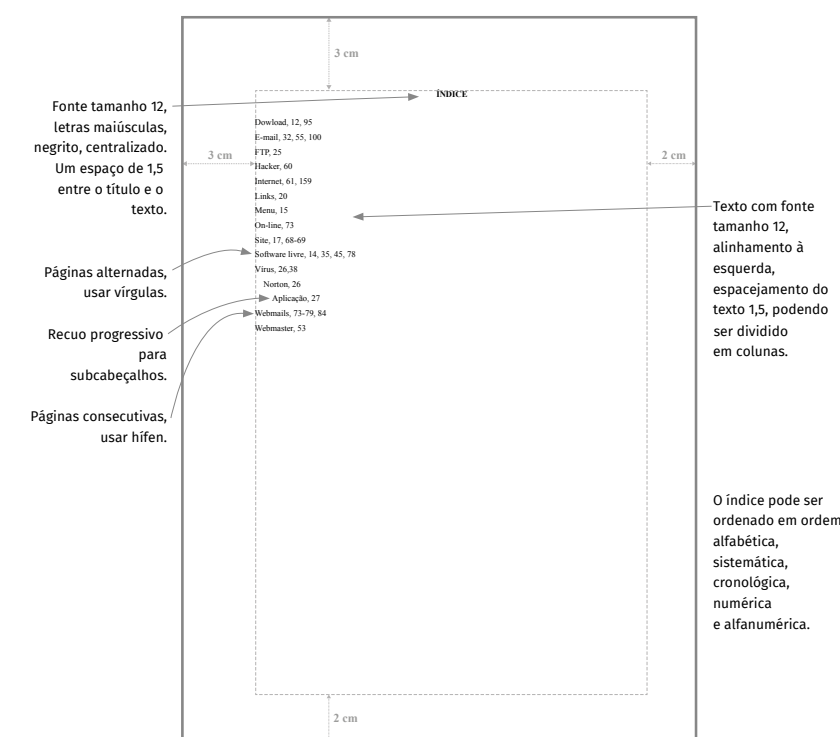 3 cm
ÍNDICE
Fonte tamanho 12,
letras maiúsculas,
negrito, centralizado.
Um espaço de 1,5
entre o título e o
texto.
3 cm
2 cm
Dowload, 12, 95
E-mail, 32, 55, 100
FTP, 25
Hacker, 60
Internet, 61, 159
Links, 20
Menu, 15
On-line, 73
Site, 17, 68-69
Software livre, 14, 35, 45, 78
Vírus, 26,38
Norton, 26
Aplicação, 27
Webmails, 73-79, 84
Webmaster, 53
Texto com fonte
tamanho 12,
alinhamento à
esquerda,
espacejamento do
texto 1,5, podendo
ser dividido
em colunas.
Páginas alternadas,
usar vírgulas.
Recuo progressivo
para
subcabeçalhos.
Páginas consecutivas,
usar hífen.
O índice pode ser
ordenado em ordem
alfabética,
sistemática,
cronológica,
numérica
e alfanumérica.
2 cm